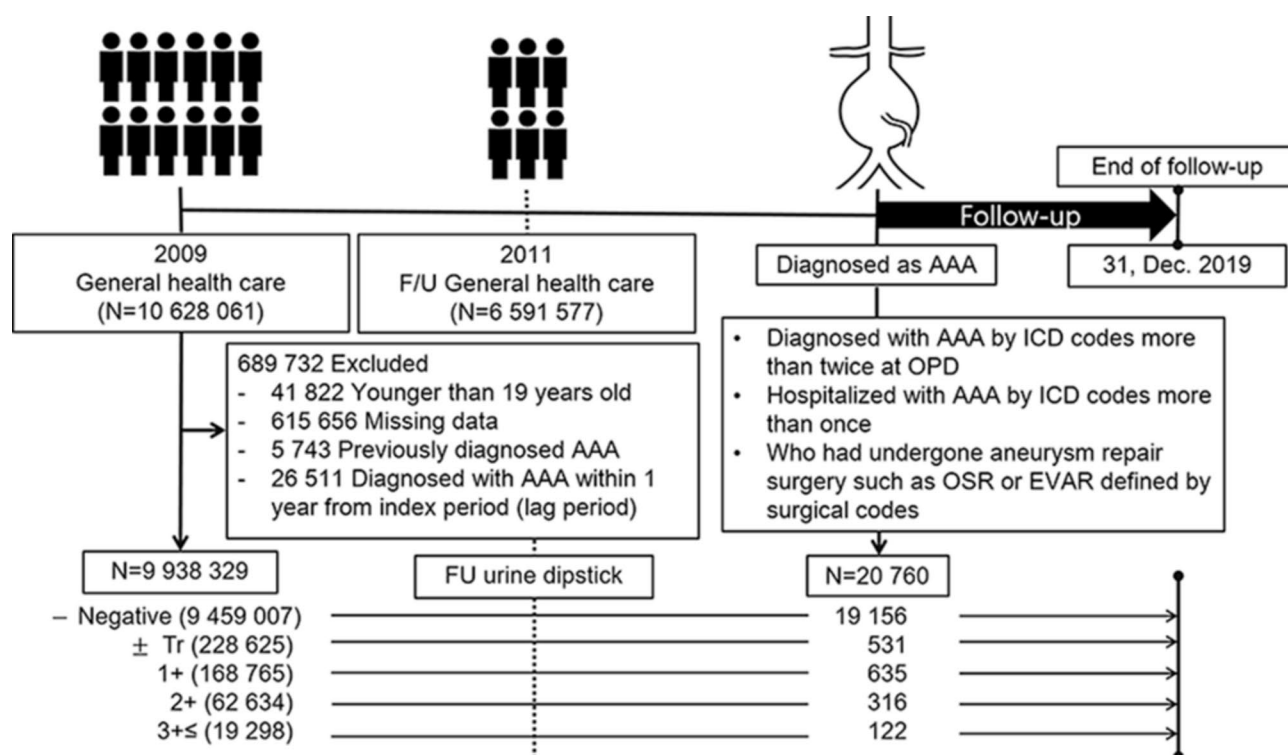 End of follow-up
Follow-up
2009
General health care
(N=10 628 061)
2011
F/U General health care
(N=6 591 577)
Diagnosed as AAA
31, Dec. 2019
689 732 Excluded
- 41 822 Younger than 19 years old
- 615 656 Missing data
- 5 743 Previously diagnosed AAA
- 26 511 Diagnosed with AAA within 1
year from index period (lag period)
• Diagnosed with AAA by ICD codes more
than twice at OPD
• Hospitalized with AAA by ICD codes more
than once
• Who had undergone aneurysm repair
surgery such as OSR or EVAR defined by
surgical codes
N=9 938 329
FU urine dipstick
N=20 760
– Negative (9 459 007) 19 156
± Tr (228 625) 531
1+ (168 765) 635
2+ (62 634) 316
3+≤ (19 298) 122